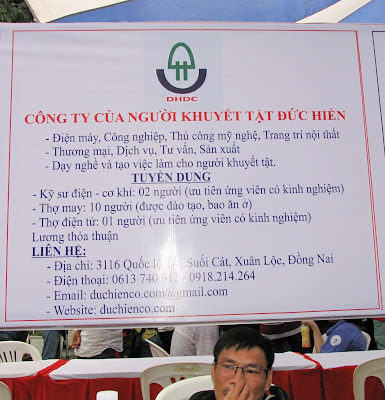 DHDC
CÔNG TY CỦA NGƯỜI KHUYẾT TẬT ĐỨC HIỀN
- Điện máy, Công nghiệp, Thủ công mỹ nghệ, Trang trí nội thất
- Thương mại, Dịch vụ, Tư vấn, Sản xuất
- Dạy nghề và tạo việc làm cho người khuyết tật.
TUYỂN DỤNG
- Kỹ sư điện - cơ khí: 02 người (ưu tiên ứng viên có kinh nghiệm)
- Thợ may: 10 người (được đào tạo, bao ăn ở)
- Thợ điện tử: 01 người (ưu tiên ứng viên có kinh nghiệm)
Lương thỏa thuận
LIÊN HỆ:
- Địa chỉ: 3116 Quốc lộ Suối Cát, Xuân Lộc, Đồng Nai
- Điện thoại: 0613 740 / 0918.214.264
- Email: duchienco.com@gmail.com
- Website: duchienco.com